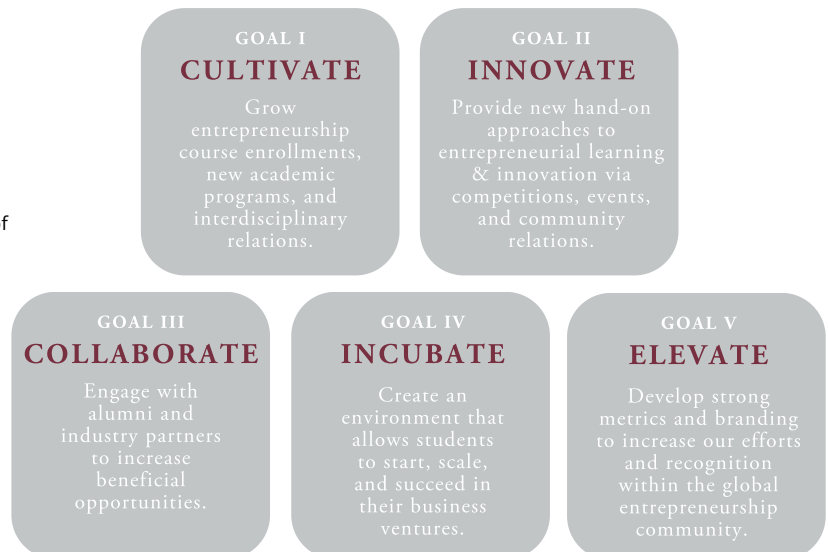 GOAL I
CULTIVATE
Grow
entrepreneurship
course enrollments,
new academic
programs, and
interdisciplinary
relations.
GOAL II
INNOVATE
Provide new hand-on
approaches to
entrepreneurial learning
& innovation via
competitions, events,
and community
relations.
of
GOAL III
COLLABORATE
Engage with
alumni and
industry partners
to increase
beneficial
opportunities.
GOAL IV
INCUBATE
Create an
environment that
allows students
to start, scale,
and succeed in
their business
ventures.
GOAL V
ELEVATE
Develop strong
metrics and branding
to increase our efforts
and recognition
within the global
entrepreneurship
community.